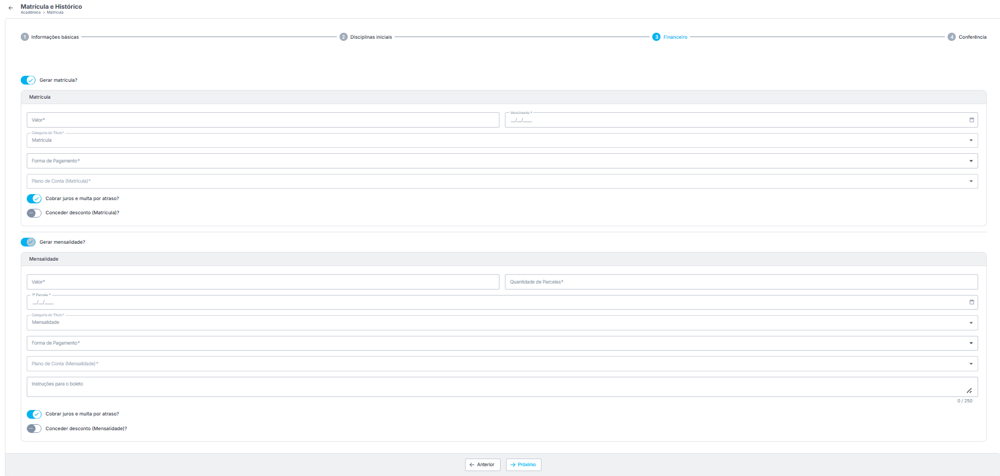 Matrícula e Histórico
Acadêmico > Matrícula
1 Informações básicas
2 Disciplinas iniciais
3 Financeiro
4 Conferência
Gerar matrícula?
Matrícula
Valor*
Vencimento *
__/__/____
Categoria do Título*
Matrícula
Forma de Pagamento*
Plano de Conta (Matrícula)*
Cobrar juros e multa por atraso?
Conceder desconto (Matrícula)?
Gerar mensalidade?
Mensalidade
Valor*
Quantidade de Parcelas*
1ª Parcela *
__/__/____
Categoria do Título*
Mensalidade
Forma de Pagamento*
Plano de Conta (Mensalidade)*
Instruções para o boleto
0 / 250
Cobrar juros e multa por atraso?
Conceder desconto (Mensalidade)?
Anterior
Próximo